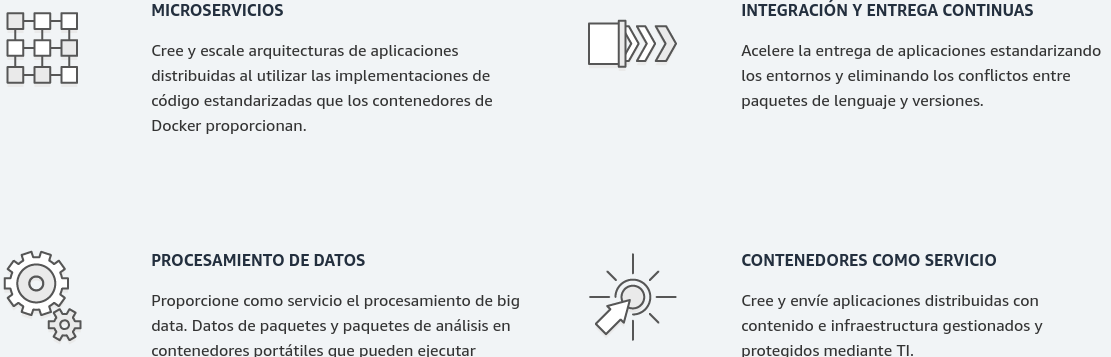 MICROSERVICIOS
Cree y escale arquitecturas de aplicaciones
distribuidas al utilizar las implementaciones de
código estandarizadas que los contenedores de
Docker proporcionan.
INTEGRACIÓN Y ENTREGA CONTINUAS
Acelere la entrega de aplicaciones estandarizando
los entornos y eliminando los conflictos entre
paquetes de lenguaje y versiones.
PROCESAMIENTO DE DATOS
Proporcione como servicio el procesamiento de big
data. Datos de paquetes y paquetes de análisis en
contenedores portátiles que pueden ejecutar
CONTENEDORES COMO SERVICIO
Cree y envíe aplicaciones distribuidas con
contenido e infraestructura gestionados y
protegidos mediante TI.